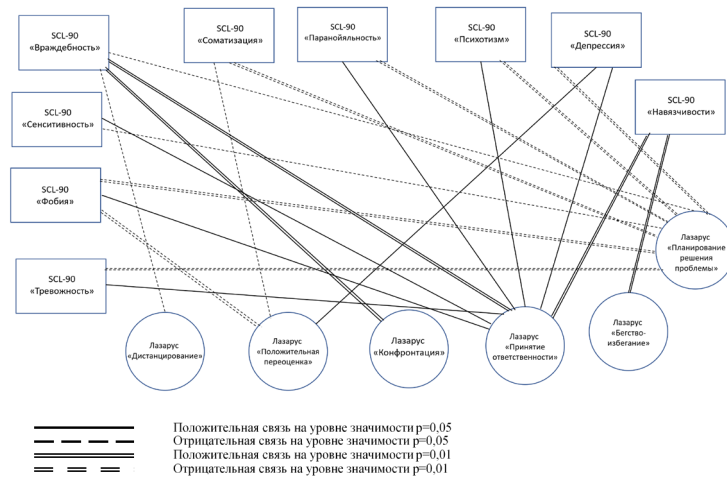 SCL-90
«Враждебность»
SCL-90
«Соматизация»
SCL-90
«Паранойяльность»
SCL-90
«Психотизм»
SCL-90
«Депрессия»
SCL-90
«Сенситивность»
SCL-90
«Навязчивости»
SCL-90
«Фобия»
SCL-90
«Тревожность»
Лазарус
«Планирование
решения
проблемы»
Лазарус
«Дистанцирование»
Лазарус
«Положительная
переоценка»
Лазарус
«Конфронтация»
Лазарус
«Принятие
ответственности»
Лазарус
«Бегство-
избегание»
Положительная связь на уровне значимости p=0,05
Отрицательная связь на уровне значимости p=0,05
Положительная связь на уровне значимости p=0,01
Отрицательная связь на уровне значимости p=0,01